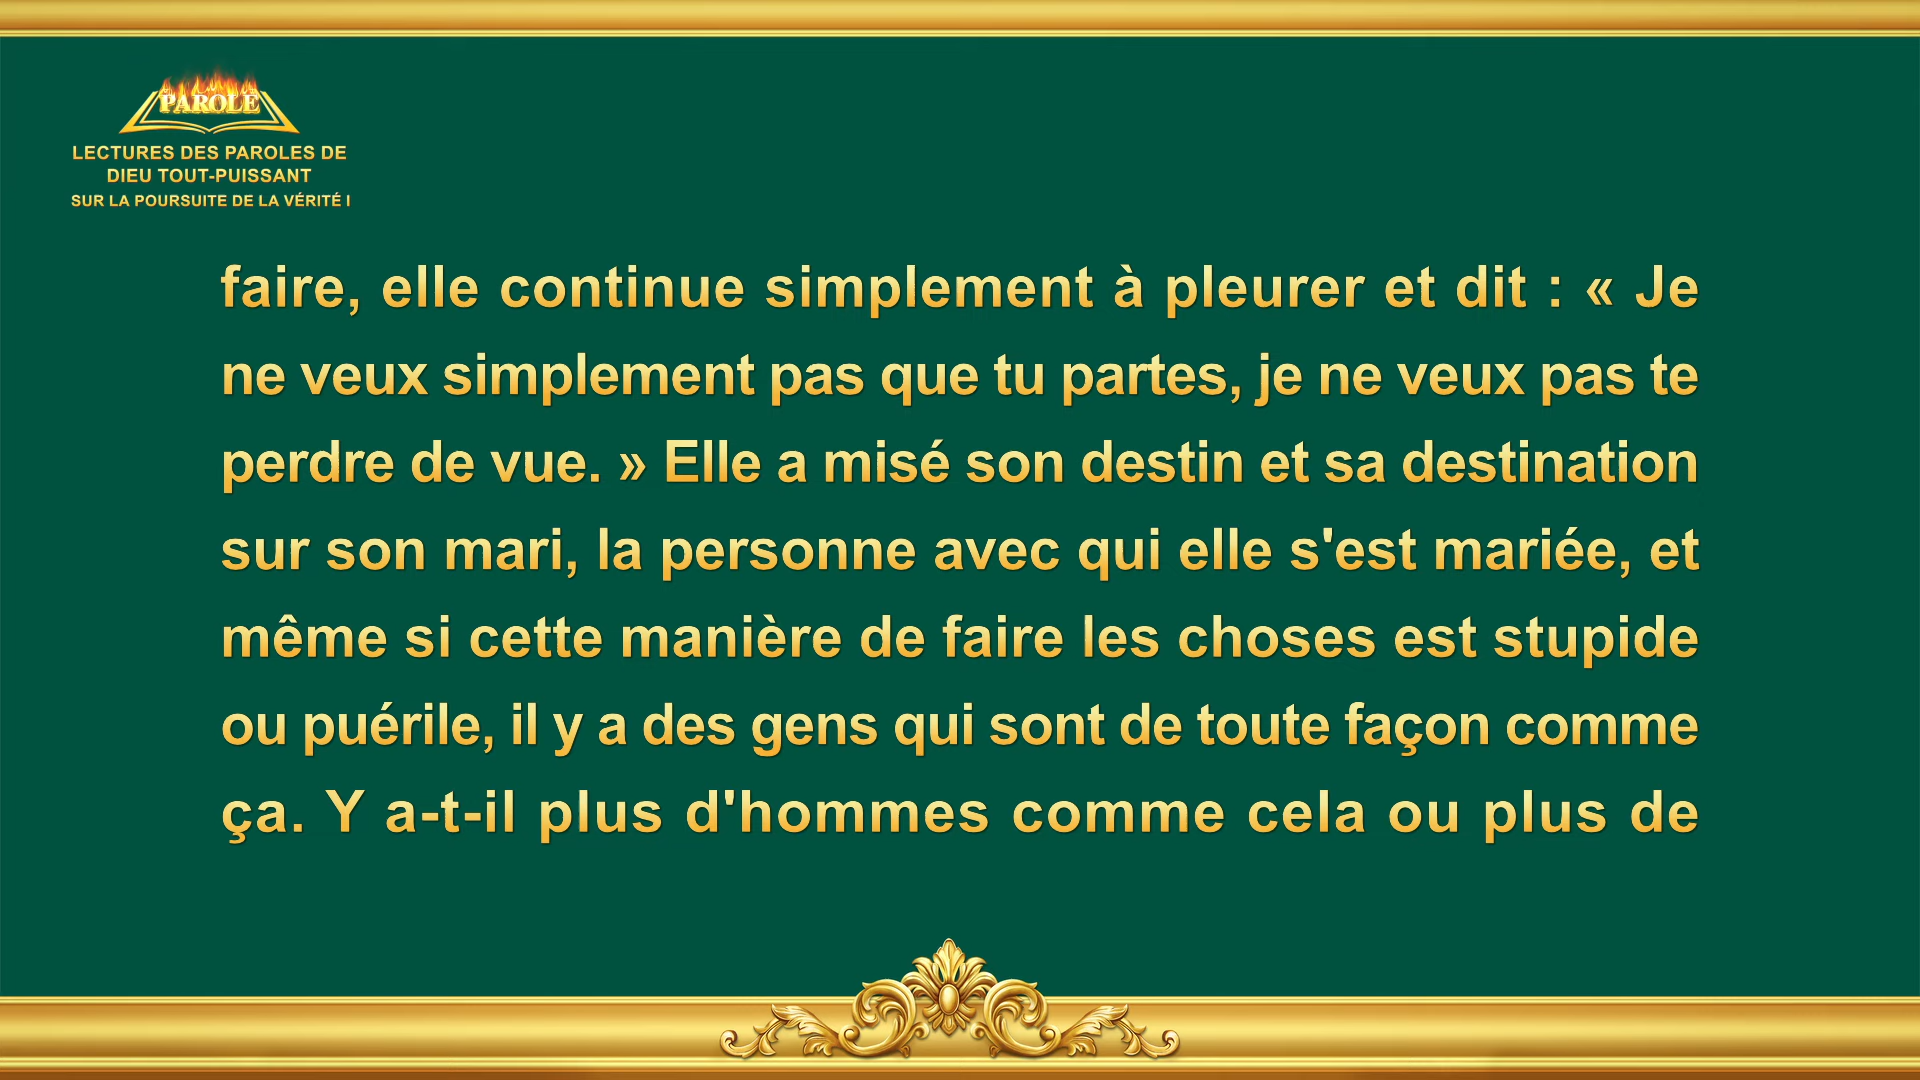 PAROLE
LECTURES DES PAROLES DE
DIEU TOUT-PUISSANT
SUR LA POURSUITE DE LA VÉRITÉ I
faire, elle continue simplement à pleurer et dit : « Je
ne veux simplement pas que tu partes, je ne veux pas te
perdre de vue. » Elle a misé son destin et sa destination
sur son mari, la personne avec qui elle s'est mariée, et
même si cette manière de faire les choses est stupide
ou puérile, il y a des gens qui sont de toute façon comme
ça. Y a-t-il plus d'hommes comme cela ou plus de